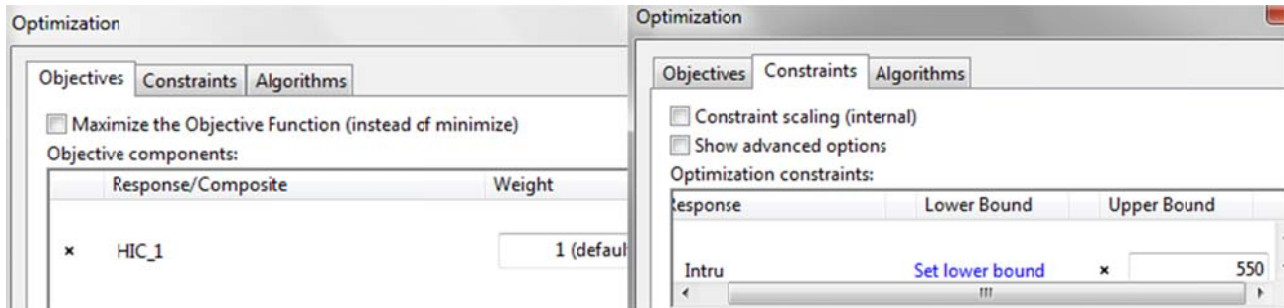 Optimization
Objectives Constraints Algorithms
Maximize the Objective Function (instead of minimize)
Objective components:
Response/Composite Weight
× HIC_1 1 (defaul
Optimization
Objectives Constraints Algorithms
Constraint scaling (internal)
Show advanced options
Optimization constraints:
Response Lower Bound Upper Bound
Intru Set lower bound × 550